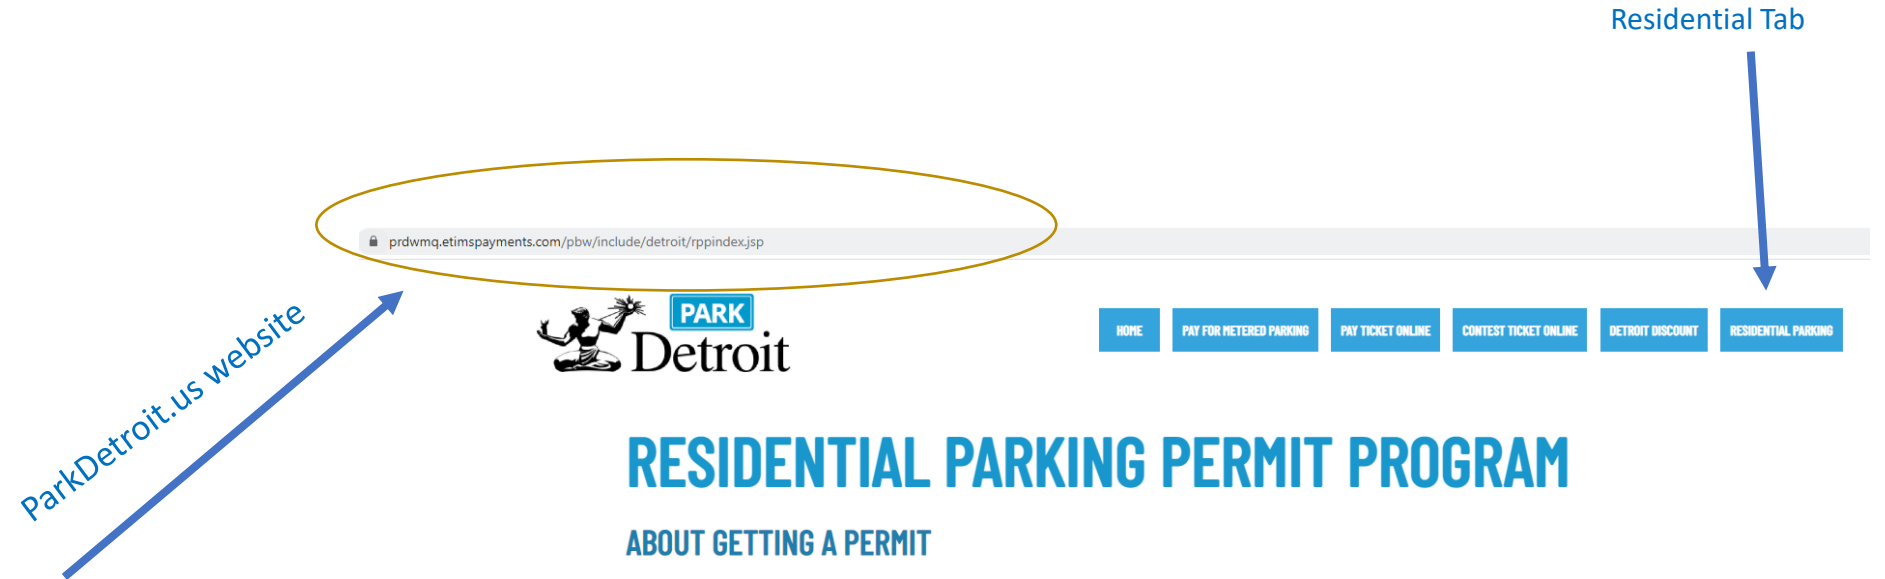 Residential Tab
prdwmq.etimspayments.com/pbw/include/detroit/rppindex.jsp
ParkDetroit.us website
PARK
Detroit
HOME
PAY FOR METERED PARKING
PAY TICKET ONLINE
CONTEST TICKET ONLINE
DETROIT DISCOUNT
RESIDENTIAL PARKING
RESIDENTIAL PARKING PERMIT PROGRAM
ABOUT GETTING A PERMIT